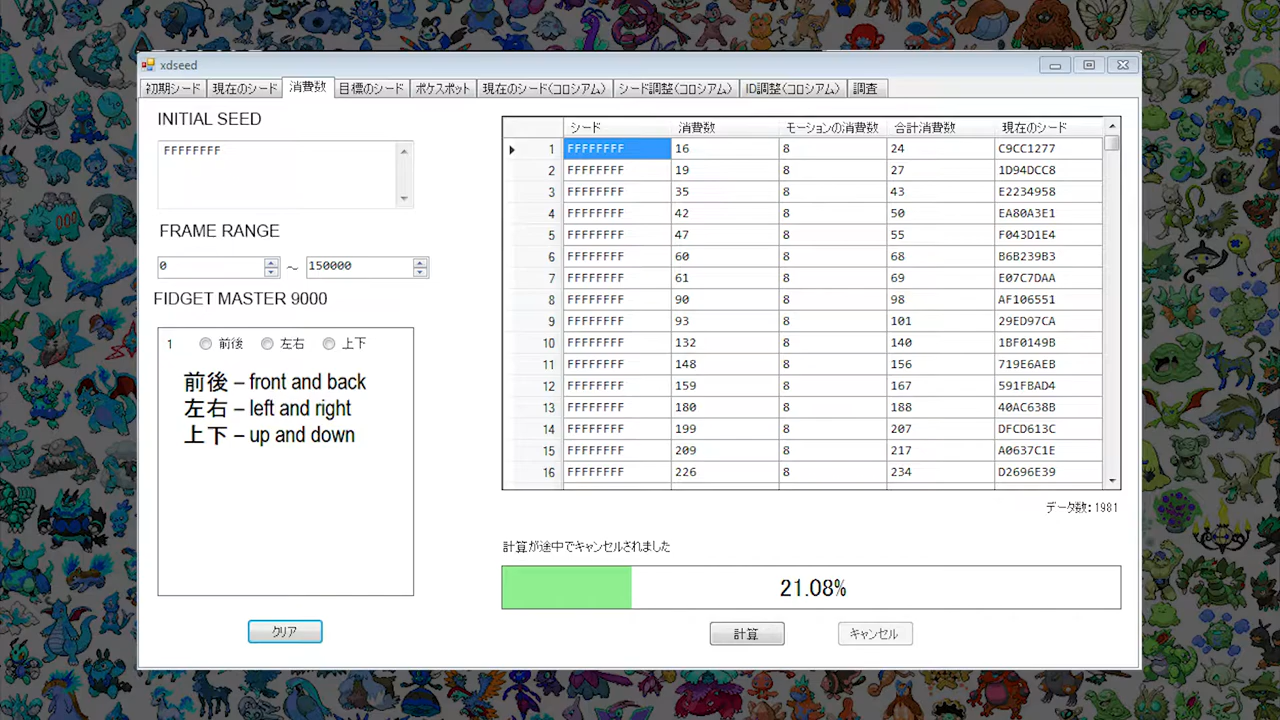 xdseed
初期シード 現在のシード 消費数 目標のシード ポケスポット 現在のシード(コロシアム) シード調整(コロシアム) ID調整(コロシアム) 調査
INITIAL SEED
FFFFFFFF
FRAME RANGE
0 ～ 150000
FIDGET MASTER 9000
1 前後 左右 上下
前後 – front and back
左右 – left and right
上下 – up and down
クリア
シード 消費数 モーションの消費数 合計消費数 現在のシード
1 FFFFFFFF 16 8 24 C9CC1277
2 FFFFFFFF 19 8 27 1D94DCC8
3 FFFFFFFF 35 8 43 E2234958
4 FFFFFFFF 42 8 50 EA80A3E1
5 FFFFFFFF 47 8 55 F043D1E4
6 FFFFFFFF 60 8 68 B6B239B3
7 FFFFFFFF 61 8 69 E07C7DAA
8 FFFFFFFF 90 8 98 AF106551
9 FFFFFFFF 93 8 101 29ED97CA
10 FFFFFFFF 132 8 140 1BF0149B
11 FFFFFFFF 148 8 156 719E6AEB
12 FFFFFFFF 159 8 167 591FBAD4
13 FFFFFFFF 180 8 188 40AC638B
14 FFFFFFFF 199 8 207 DFCD613C
15 FFFFFFFF 209 8 217 A0637C1E
16 FFFFFFFF 226 8 234 D2696E39
データ数: 1981
計算が途中でキャンセルされました
21.08%
計算 キャンセル